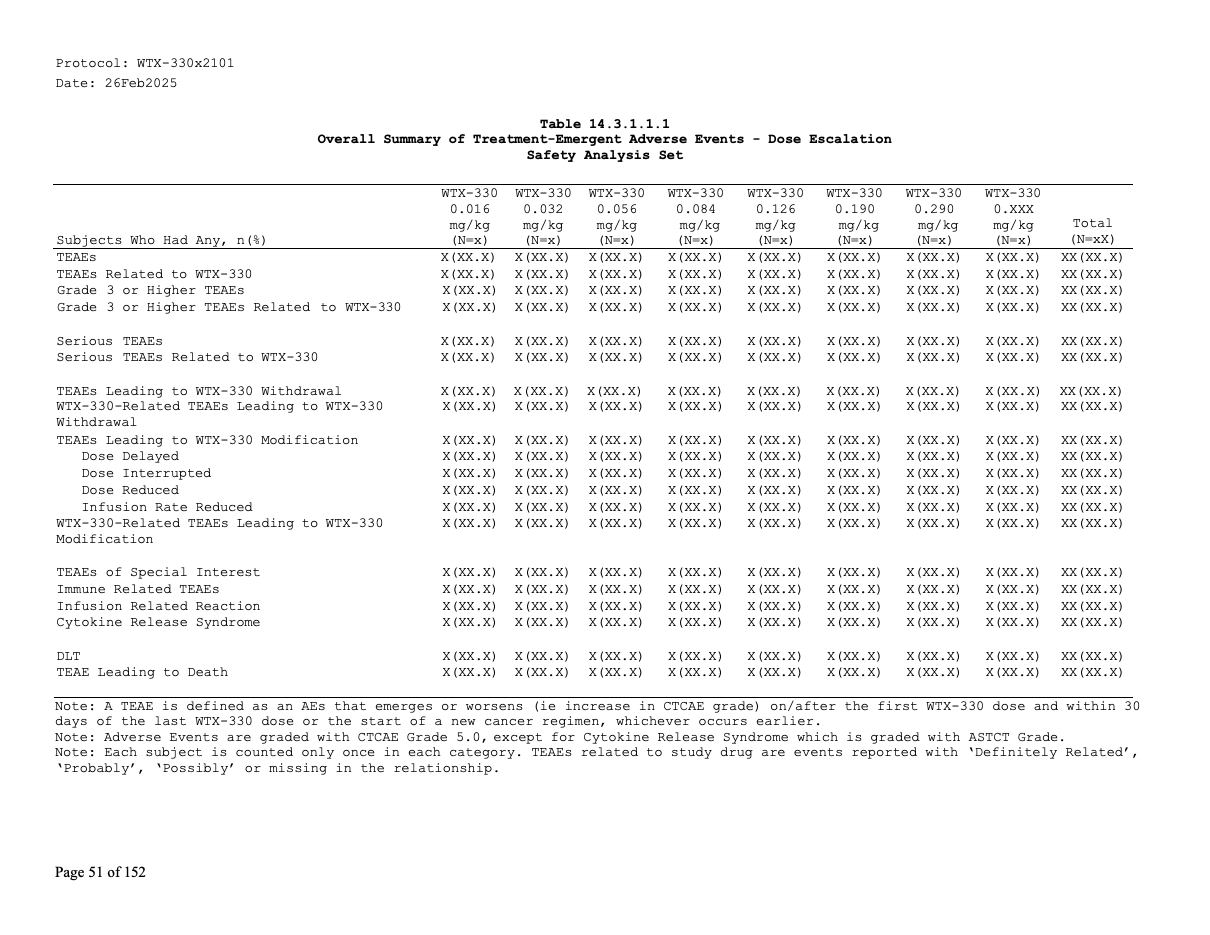 Protocol: WTX-330x2101
Date: 26Feb2025
Table 14.3.1.1.1
Overall Summary of Treatment-Emergent Adverse Events - Dose Escalation
Safety Analysis Set
WTX-330 WTX-330 WTX-330 WTX-330 WTX-330 WTX-330 WTX-330 WTX-330
0.016 0.032 0.056 0.084 0.126 0.190 0.290 0.XXX
mg/kg mg/kg mg/kg mg/kg mg/kg mg/kg mg/kg mg/kg Total
Subjects Who Had Any, n(%) (N=x) (N=x) (N=x) (N=x) (N=x) (N=x) (N=x) (N=x) (N=xX)
TEAEs X(XX.X) X(XX.X) X(XX.X) X(XX.X) X(XX.X) X(XX.X) X(XX.X) X(XX.X) XX(XX.X)
TEAEs Related to WTX-330 X(XX.X) X(XX.X) X(XX.X) X(XX.X) X(XX.X) X(XX.X) X(XX.X) X(XX.X) XX(XX.X)
Grade 3 or Higher TEAEs X(XX.X) X(XX.X) X(XX.X) X(XX.X) X(XX.X) X(XX.X) X(XX.X) X(XX.X) XX(XX.X)
Grade 3 or Higher TEAEs Related to WTX-330 X(XX.X) X(XX.X) X(XX.X) X(XX.X) X(XX.X) X(XX.X) X(XX.X) X(XX.X) XX(XX.X)
Serious TEAEs X(XX.X) X(XX.X) X(XX.X) X(XX.X) X(XX.X) X(XX.X) X(XX.X) X(XX.X) XX(XX.X)
Serious TEAEs Related to WTX-330 X(XX.X) X(XX.X) X(XX.X) X(XX.X) X(XX.X) X(XX.X) X(XX.X) X(XX.X) XX(XX.X)
TEAEs Leading to WTX-330 Withdrawal X(XX.X) X(XX.X) X(XX.X) X(XX.X) X(XX.X) X(XX.X) X(XX.X) X(XX.X) XX(XX.X)
WTX-330-Related TEAEs Leading to WTX-330 X(XX.X) X(XX.X) X(XX.X) X(XX.X) X(XX.X) X(XX.X) X(XX.X) X(XX.X) XX(XX.X)
Withdrawal
TEAEs Leading to WTX-330 Modification X(XX.X) X(XX.X) X(XX.X) X(XX.X) X(XX.X) X(XX.X) X(XX.X) X(XX.X) XX(XX.X)
Dose Delayed X(XX.X) X(XX.X) X(XX.X) X(XX.X) X(XX.X) X(XX.X) X(XX.X) X(XX.X) XX(XX.X)
Dose Interrupted X(XX.X) X(XX.X) X(XX.X) X(XX.X) X(XX.X) X(XX.X) X(XX.X) X(XX.X) XX(XX.X)
Dose Reduced X(XX.X) X(XX.X) X(XX.X) X(XX.X) X(XX.X) X(XX.X) X(XX.X) X(XX.X) XX(XX.X)
Infusion Rate Reduced X(XX.X) X(XX.X) X(XX.X) X(XX.X) X(XX.X) X(XX.X) X(XX.X) X(XX.X) XX(XX.X)
WTX-330-Related TEAEs Leading to WTX-330 X(XX.X) X(XX.X) X(XX.X) X(XX.X) X(XX.X) X(XX.X) X(XX.X) X(XX.X) XX(XX.X)
Modification
TEAEs of Special Interest X(XX.X) X(XX.X) X(XX.X) X(XX.X) X(XX.X) X(XX.X) X(XX.X) X(XX.X) XX(XX.X)
Immune Related TEAEs X(XX.X) X(XX.X) X(XX.X) X(XX.X) X(XX.X) X(XX.X) X(XX.X) X(XX.X) XX(XX.X)
Infusion Related Reaction X(XX.X) X(XX.X) X(XX.X) X(XX.X) X(XX.X) X(XX.X) X(XX.X) X(XX.X) XX(XX.X)
Cytokine Release Syndrome X(XX.X) X(XX.X) X(XX.X) X(XX.X) X(XX.X) X(XX.X) X(XX.X) X(XX.X) XX(XX.X)
DLT X(XX.X) X(XX.X) X(XX.X) X(XX.X) X(XX.X) X(XX.X) X(XX.X) X(XX.X) XX(XX.X)
TEAE Leading to Death X(XX.X) X(XX.X) X(XX.X) X(XX.X) X(XX.X) X(XX.X) X(XX.X) X(XX.X) XX(XX.X)
Note: A TEAE is defined as an AEs that emerges or worsens (ie increase in CTCAE grade) on/after the first WTX-330 dose and within 30
days of the last WTX-330 dose or the start of a new cancer regimen, whichever occurs earlier.
Note: Adverse Events are graded with CTCAE Grade 5.0, except for Cytokine Release Syndrome which is graded with ASTCT Grade.
Note: Each subject is counted only once in each category. TEAEs related to study drug are events reported with ‘Definitely Related’,
‘Probably’, ‘Possibly’ or missing in the relationship.
Page 51 of 152